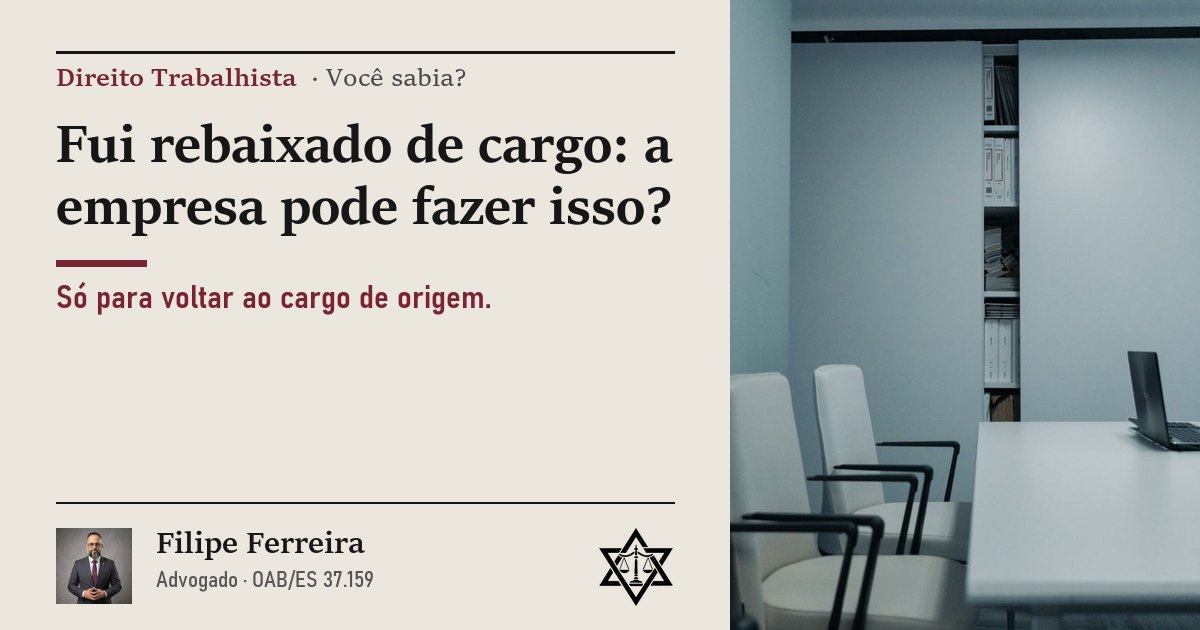 Direito Trabalhista · Você sabia?
Fui rebaixado de cargo: a
empresa pode fazer isso?
Só para voltar ao cargo de origem.
Filipe Ferreira
Advogado · OAB/ES 37.159